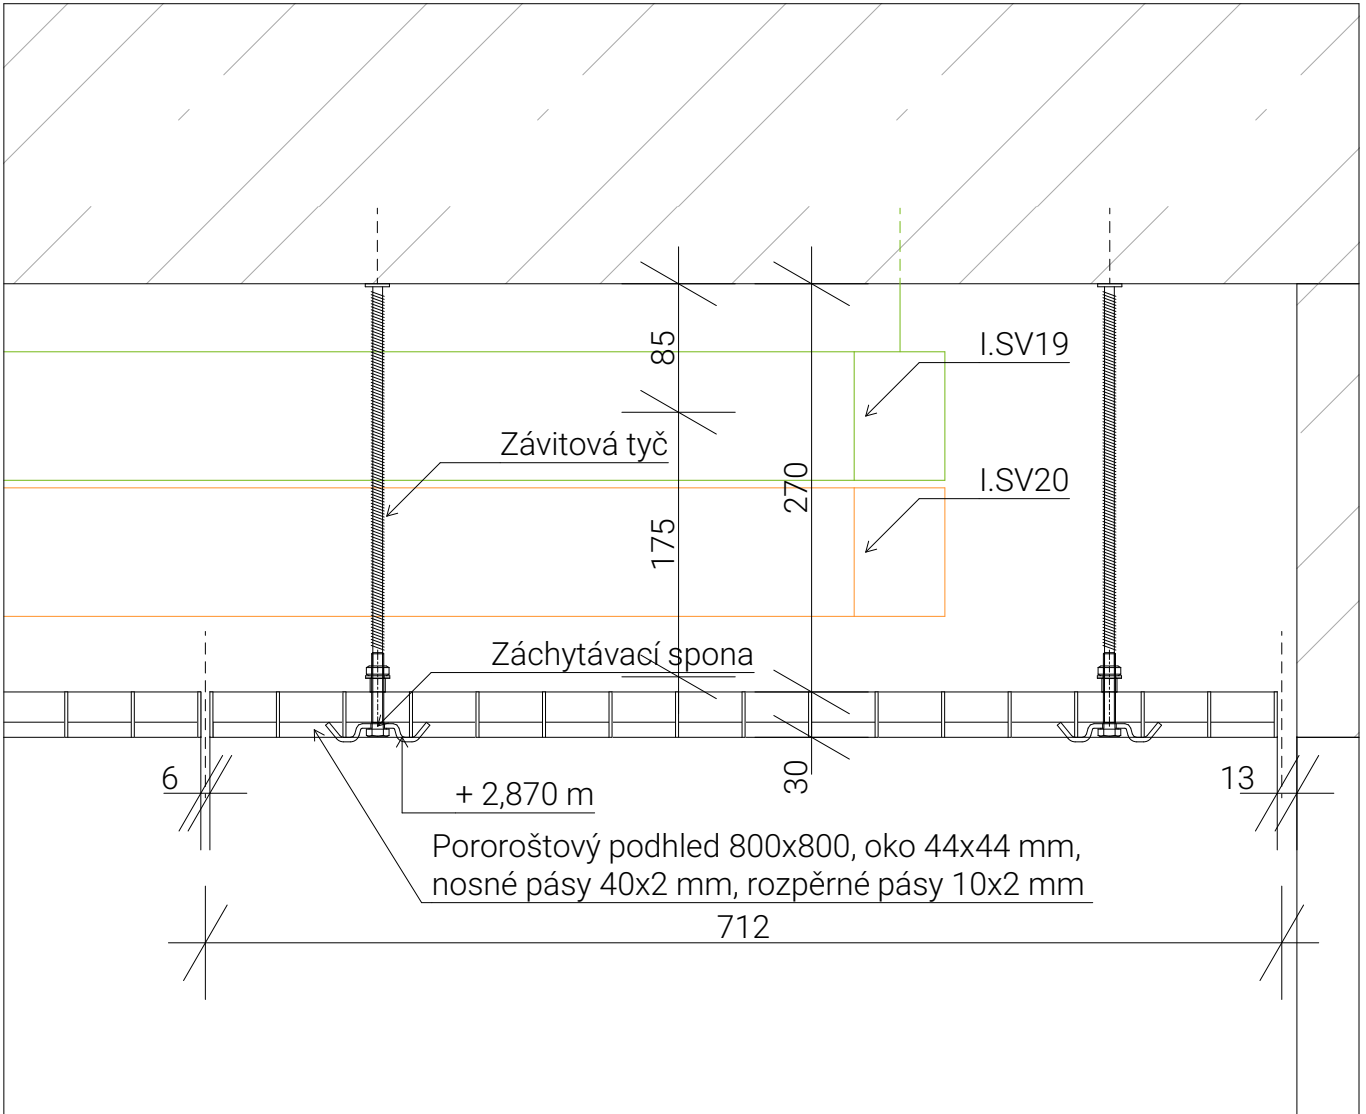 85
I.SV19
Závitová tyč
270
I.SV20
175
Záchytávací spona
6
+ 2,870 m
30
13
Pororoštový podhled 800x800, oko 44x44 mm,
nosné pásy 40x2 mm, rozpěrné pásy 10x2 mm
712